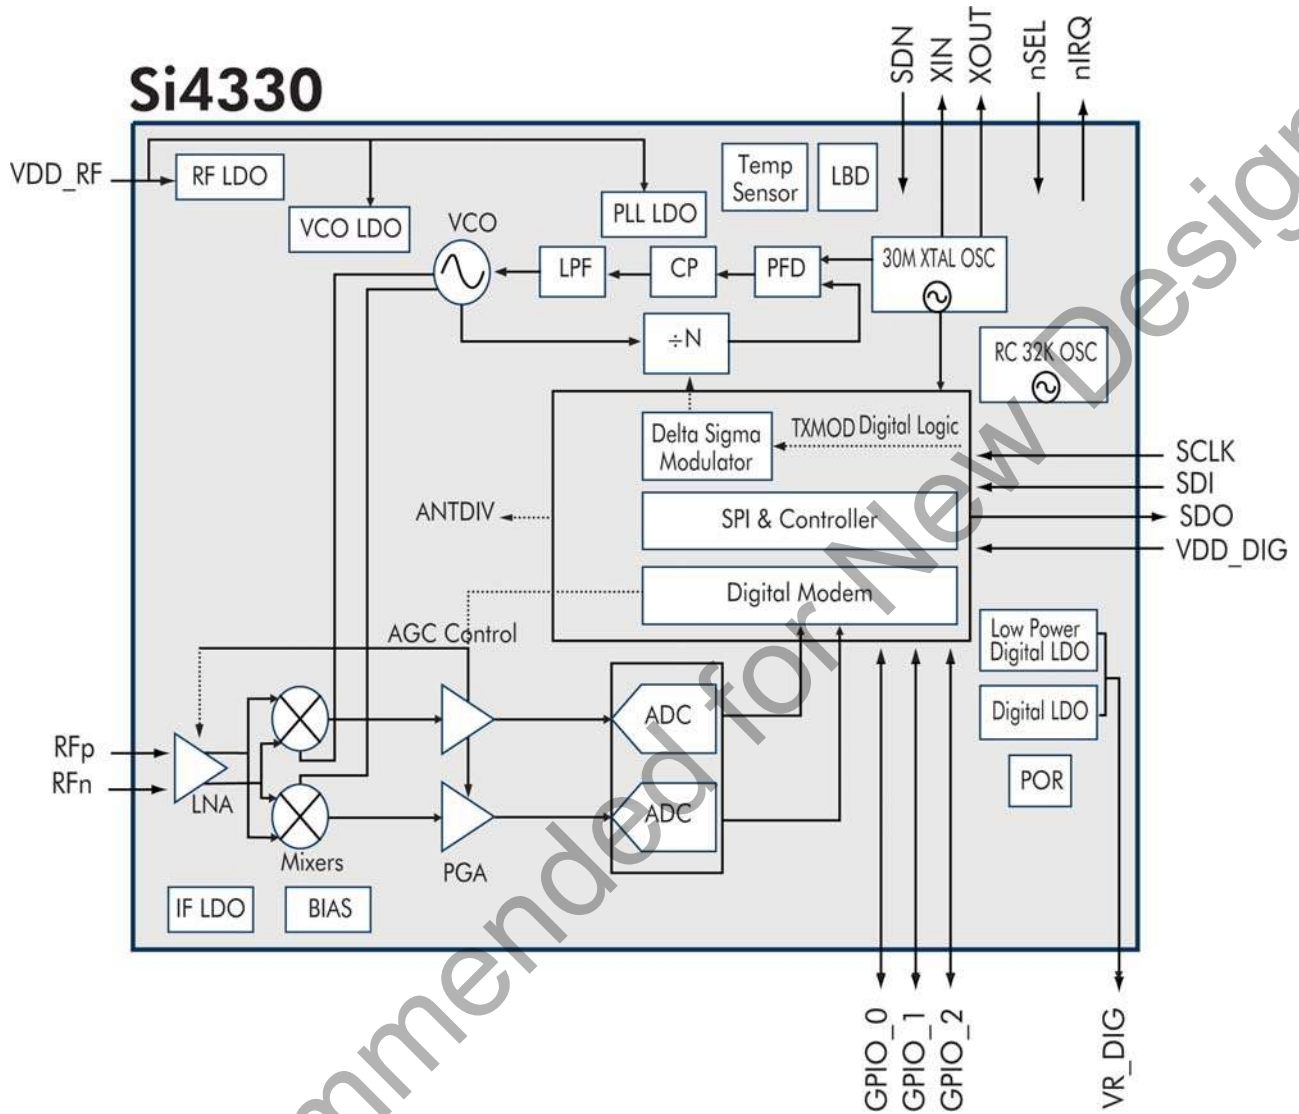 SDN
XIN
XOUT
nSEL
nIRQ
Si4330
VDD_RF
RF LDO
VCO LDO
VCO
PLL LDO
Temp
Sensor
LBD
LPF
CP
PFD
30M XTAL OSC
÷N
RC 32K OSC
Delta Sigma
Modulator
TXMOD Digital Logic
SCLK
SDI
SDO
VDD_DIG
ANTDIV
SPI & Controller
Digital Modem
AGC Control
Low Power
Digital LDO
Digital LDO
POR
RFp
RFn
LNA
Mixers
PGA
ADC
ADC
IF LDO
BIAS
GPIO_0
GPIO_1
GPIO_2
VR_DIG
mmended for New Design